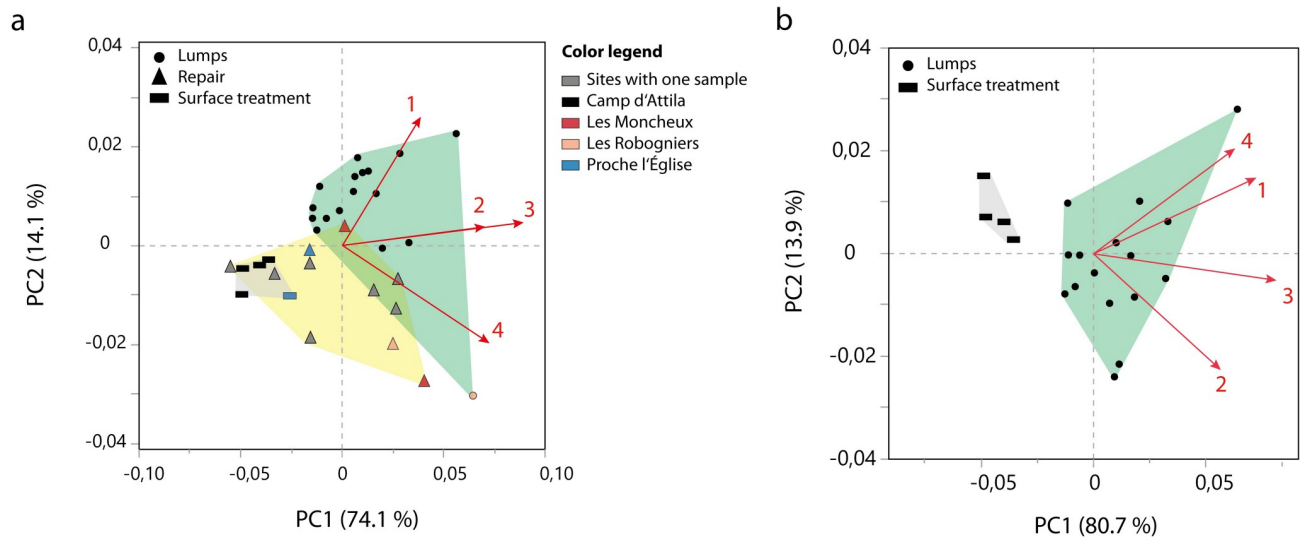 a
0,04
0,02
0
-0,02
-0,04
PC2 (14.1 %)
-0,10
-0,05
0
0,05
0,10
PC1 (74.1 %)
Lumps
Repair
Surface treatment
1
2
3
4
Color legend
Sites with one sample
Camp d'Attila
Les Moncheux
Les Robogniers
Proche l'Église
b
0,04
0,02
0
-0,02
-0,04
PC2 (13.9 %)
-0,05
0
0,05
PC1 (80.7 %)
Lumps
Surface treatment
4
1
3
2